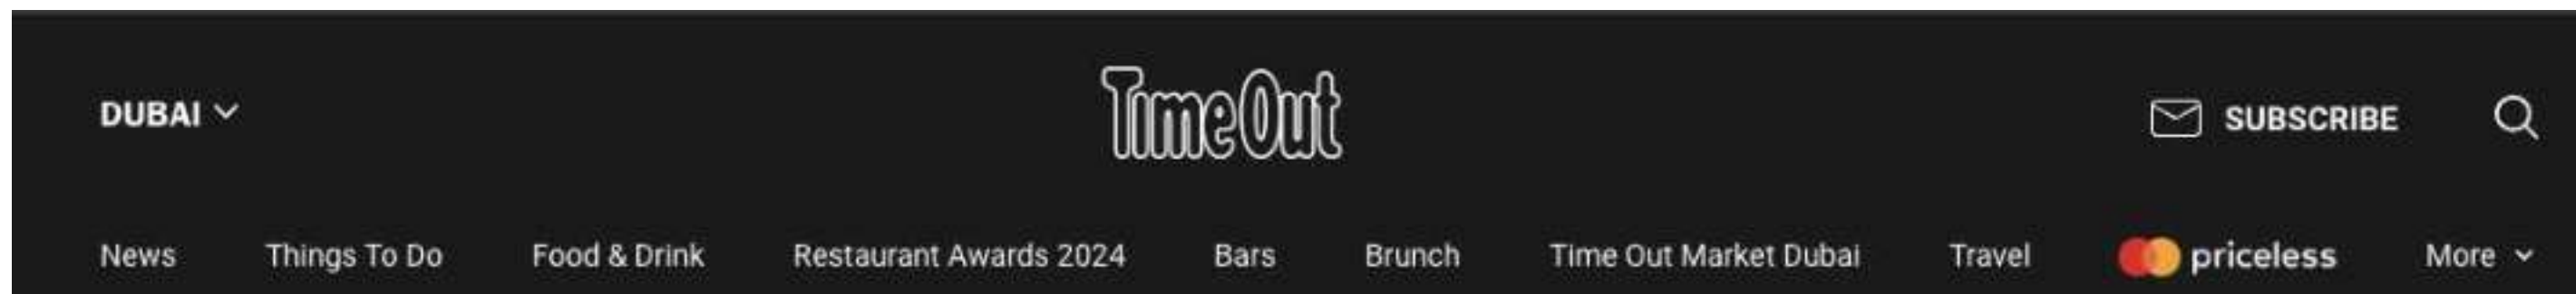 DUBAI
TimeOut
SUBSCRIBE
News Things To Do Food & Drink Restaurant Awards 2024 Bars Brunch Time Out Market Dubai Travel priceless More